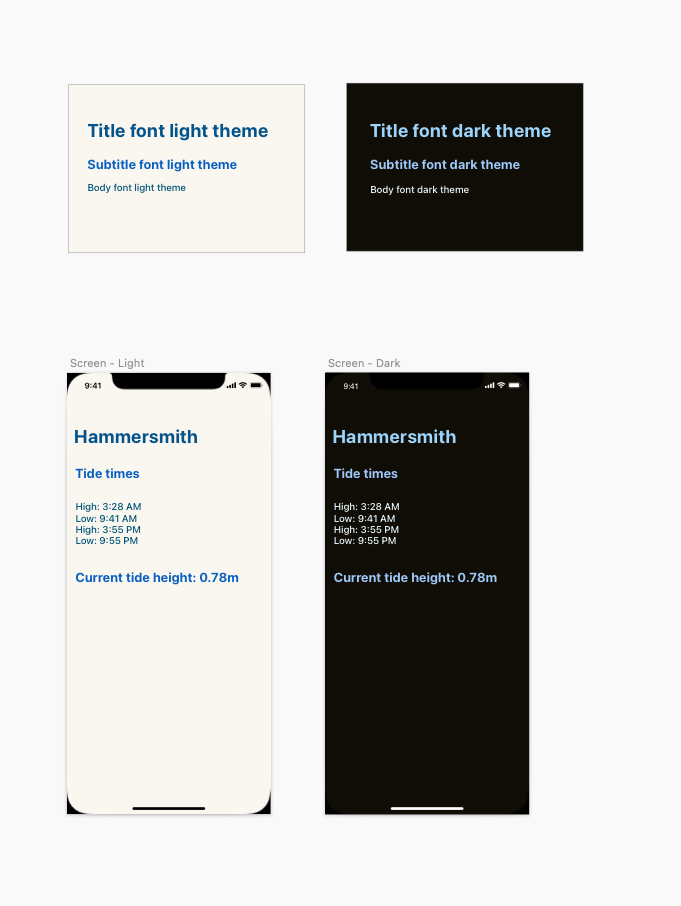 Title font light theme
Subtitle font light theme
Body font light theme
Title font dark theme
Subtitle font dark theme
Body font dark theme
Screen - Light
9:41
Hammersmith
Tide times
High: 3:28 AM
Low: 9:41 AM
High: 3:55 PM
Low: 9:55 PM
Current tide height: 0.78m
Screen - Dark
9:41
Hammersmith
Tide times
High: 3:28 AM
Low: 9:41 AM
High: 3:55 PM
Low: 9:55 PM
Current tide height: 0.78m